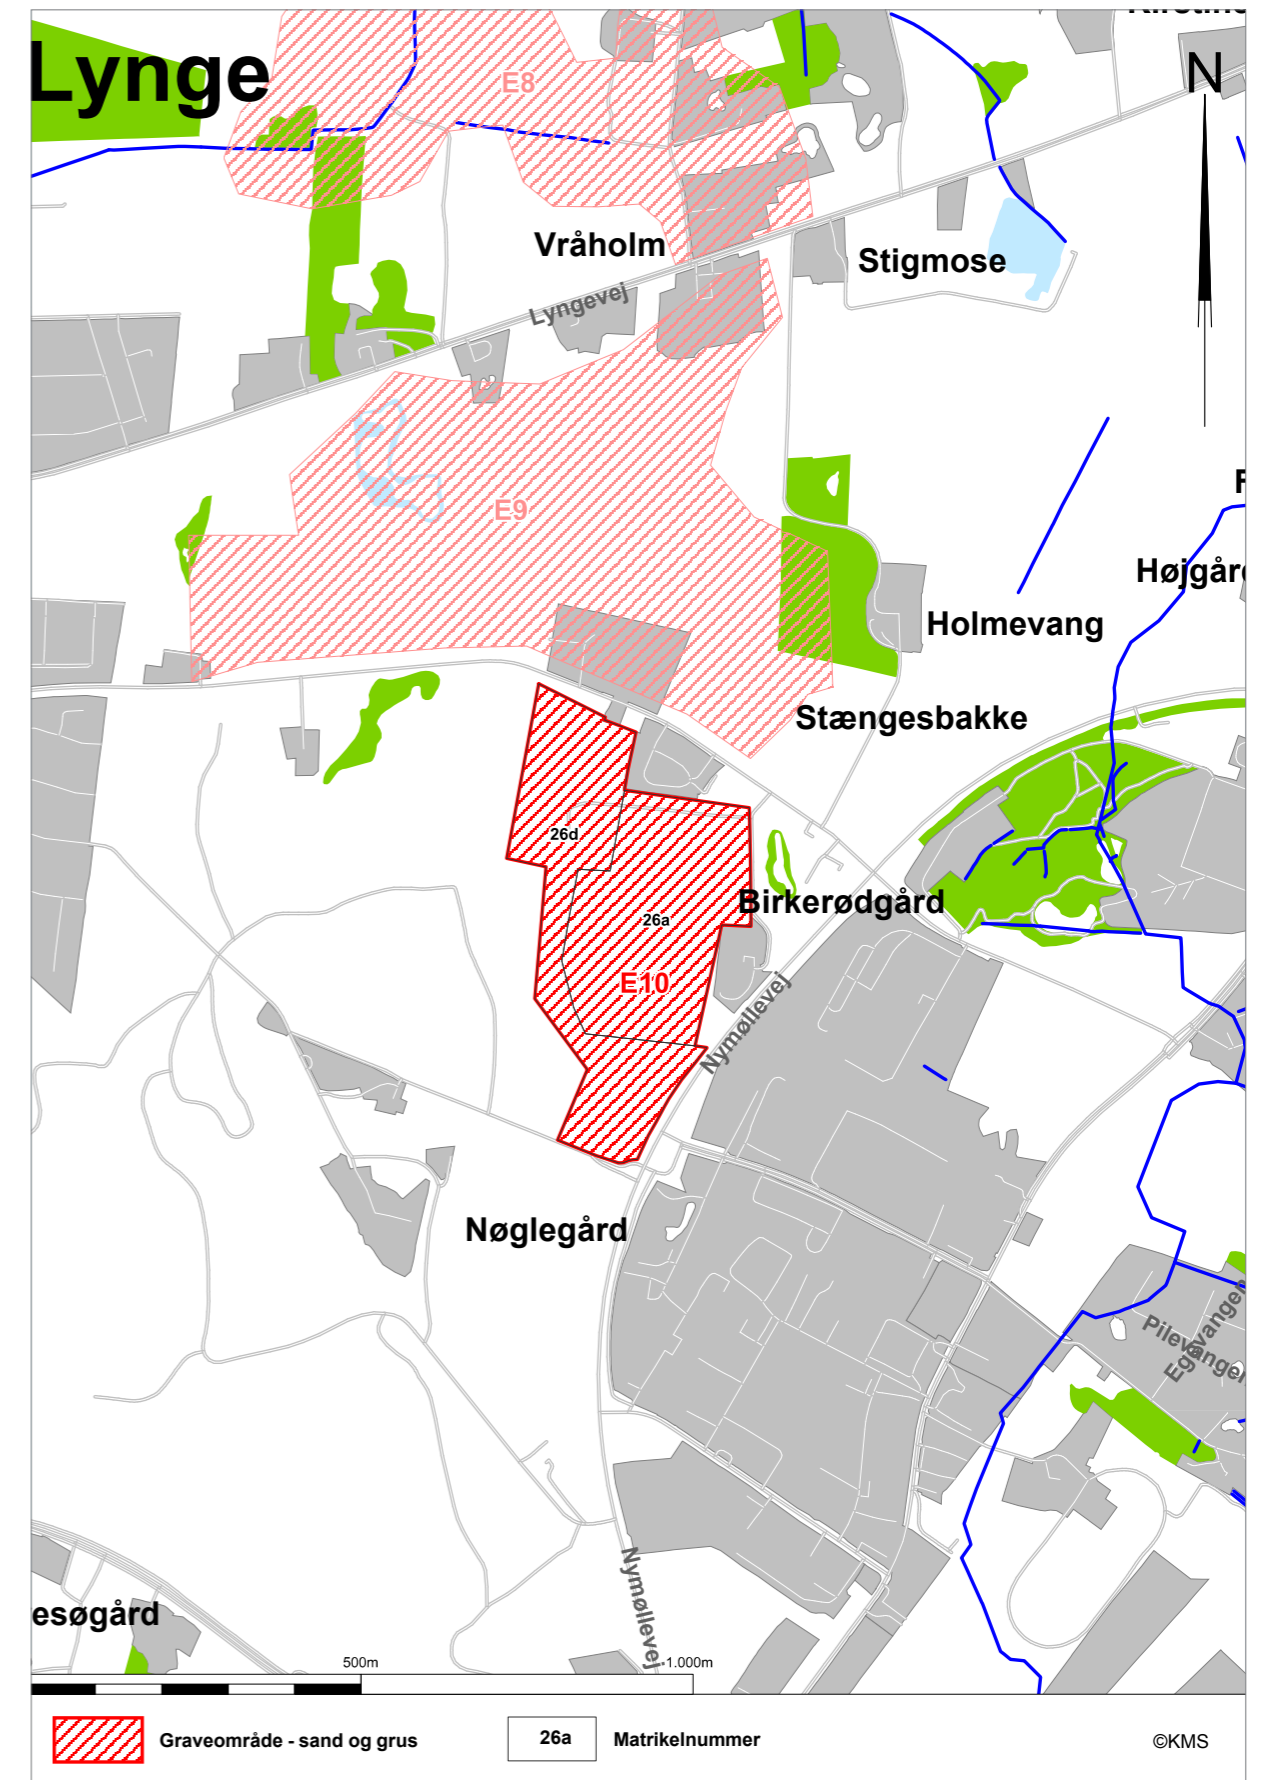 Lynge
E8
N
Vråholm
Stigmose
Lyngevej
E9
Højgår
Holmevang
Stængesbakke
26d
Birkerødgård
26a
E10
Nymøllevej
Nøglegård
Pilevangen
Egevangen
Nymøllevej
esøgård
500m
1.000m
Graveområde - sand og grus
26a
Matrikelnummer
©KMS